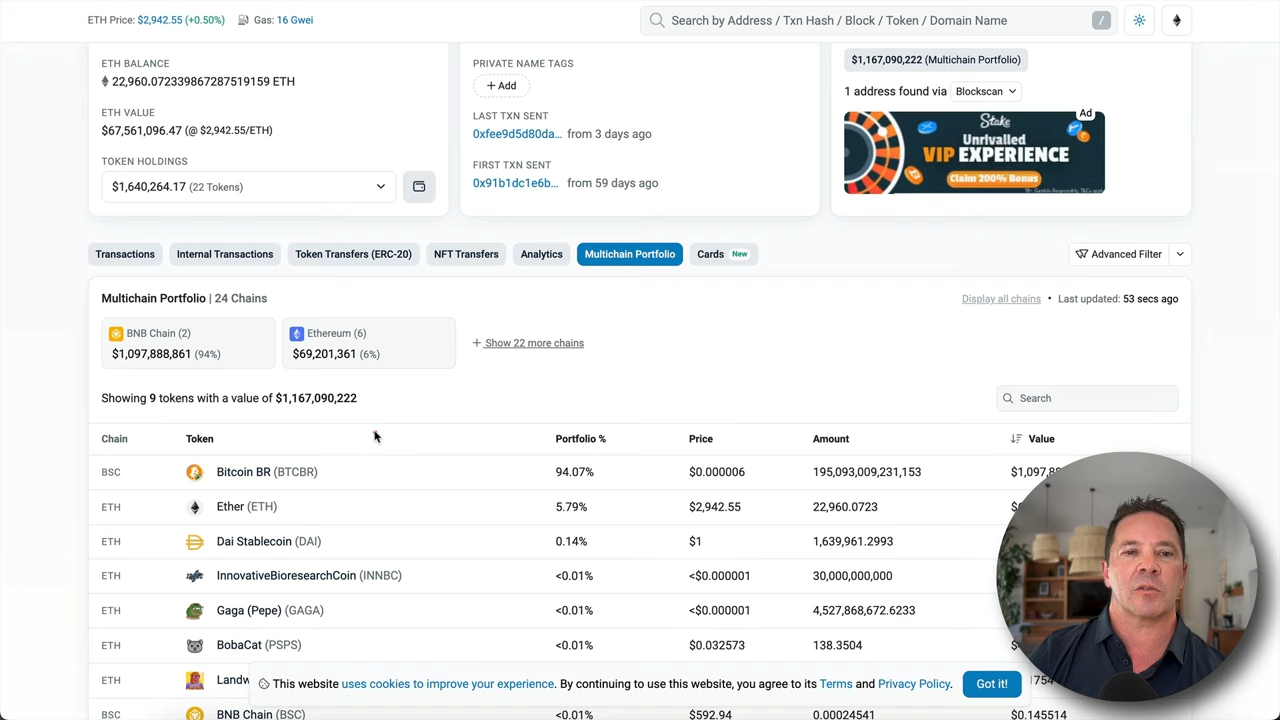 ETH Price: $2,942.55 (+0.50%) Gas: 16 Gwei
Search by Address / Txn Hash / Block / Token / Domain Name /
ETH BALANCE
22,960.072339867287519159 ETH
ETH VALUE
$67,561,096.47 (@ $2,942.55/ETH)
TOKEN HOLDINGS
$1,640,264.17 (22 Tokens)
PRIVATE NAME TAGS
+ Add
LAST TXN SENT
0xfee9d5d80da... from 3 days ago
FIRST TXN SENT
0x91b1dc1e6b... from 59 days ago
$1,167,090,222 (Multichain Portfolio)
1 address found via Blockscan
Ad
Stake
Unrivalled
VIP EXPERIENCE
Claim 200% Bonus
Transactions Internal Transactions Token Transfers (ERC-20) NFT Transfers Analytics Multichain Portfolio Cards New Advanced Filter
Multichain Portfolio | 24 Chains
Display all chains • Last updated: 53 secs ago
BNB Chain (2)
$1,097,888,861 (94%)
Ethereum (6)
$69,201,361 (6%)
+ Show 22 more chains
Showing 9 tokens with a value of $1,167,090,222
Search
Chain Token Portfolio % Price Amount Value
BSC Bitcoin BR (BTCBR) 94.07% $0.000006 195,093,009,231,153
ETH Ether (ETH) 5.79% $2,942.55 22,960.0723
ETH Dai Stablecoin (DAI) 0.14% $1 1,639,961.2993
ETH InnovativeBioresearchCoin (INNBC) <0.01% <$0.000001 30,000,000,000
ETH Gaga (Pepe) (GAGA) <0.01% <$0.000001 4,527,868,672.6233
ETH BobaCat (PSPS) <0.01% $0.032573 138.3504
ETH
This website uses cookies to improve your experience. By continuing to use this website, you agree to its Terms and Privacy Policy. Got it!
BSC BNB Chain (BSC) <0.01% $592.94 0.00024541 $0.145514